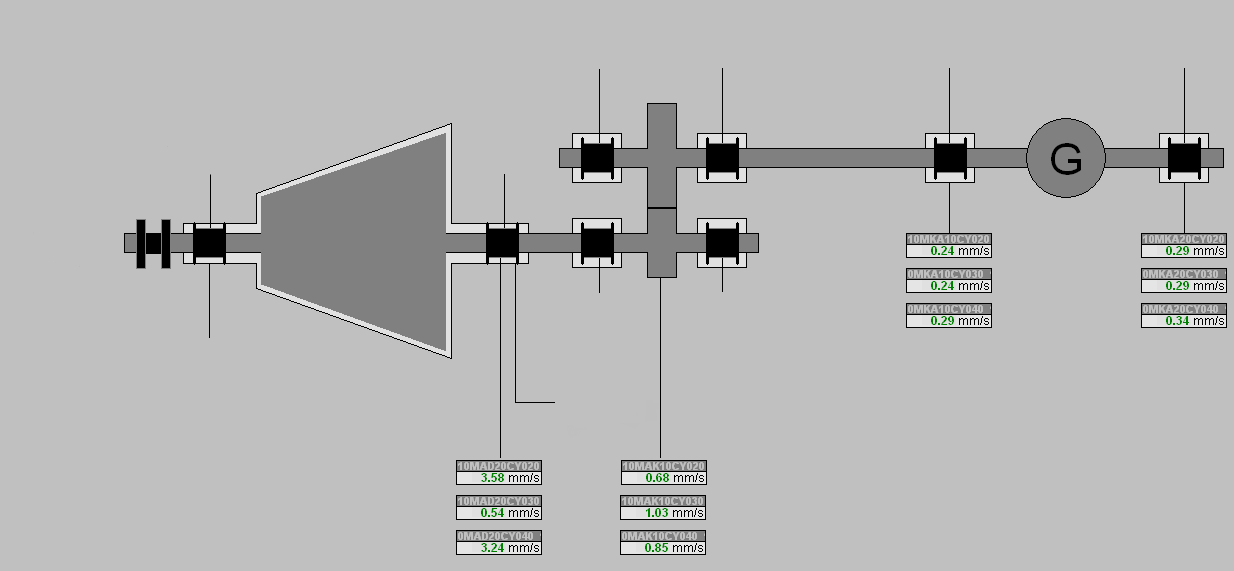 G
10MKA10CY020
0.24 mm/s
0MKA10CY030
0.24 mm/s
0MKA10CY040
0.29 mm/s
10MKA20CY020
0.29 mm/s
0MKA20CY030
0.29 mm/s
0MKA20CY040
0.34 mm/s
10MAD20CY020
3.58 mm/s
10MAD20CY030
0.54 mm/s
0MAD20CY040
3.24 mm/s
10MAK10CY020
0.68 mm/s
10MAK10CY030
1.03 mm/s
0MAK10CY040
0.85 mm/s